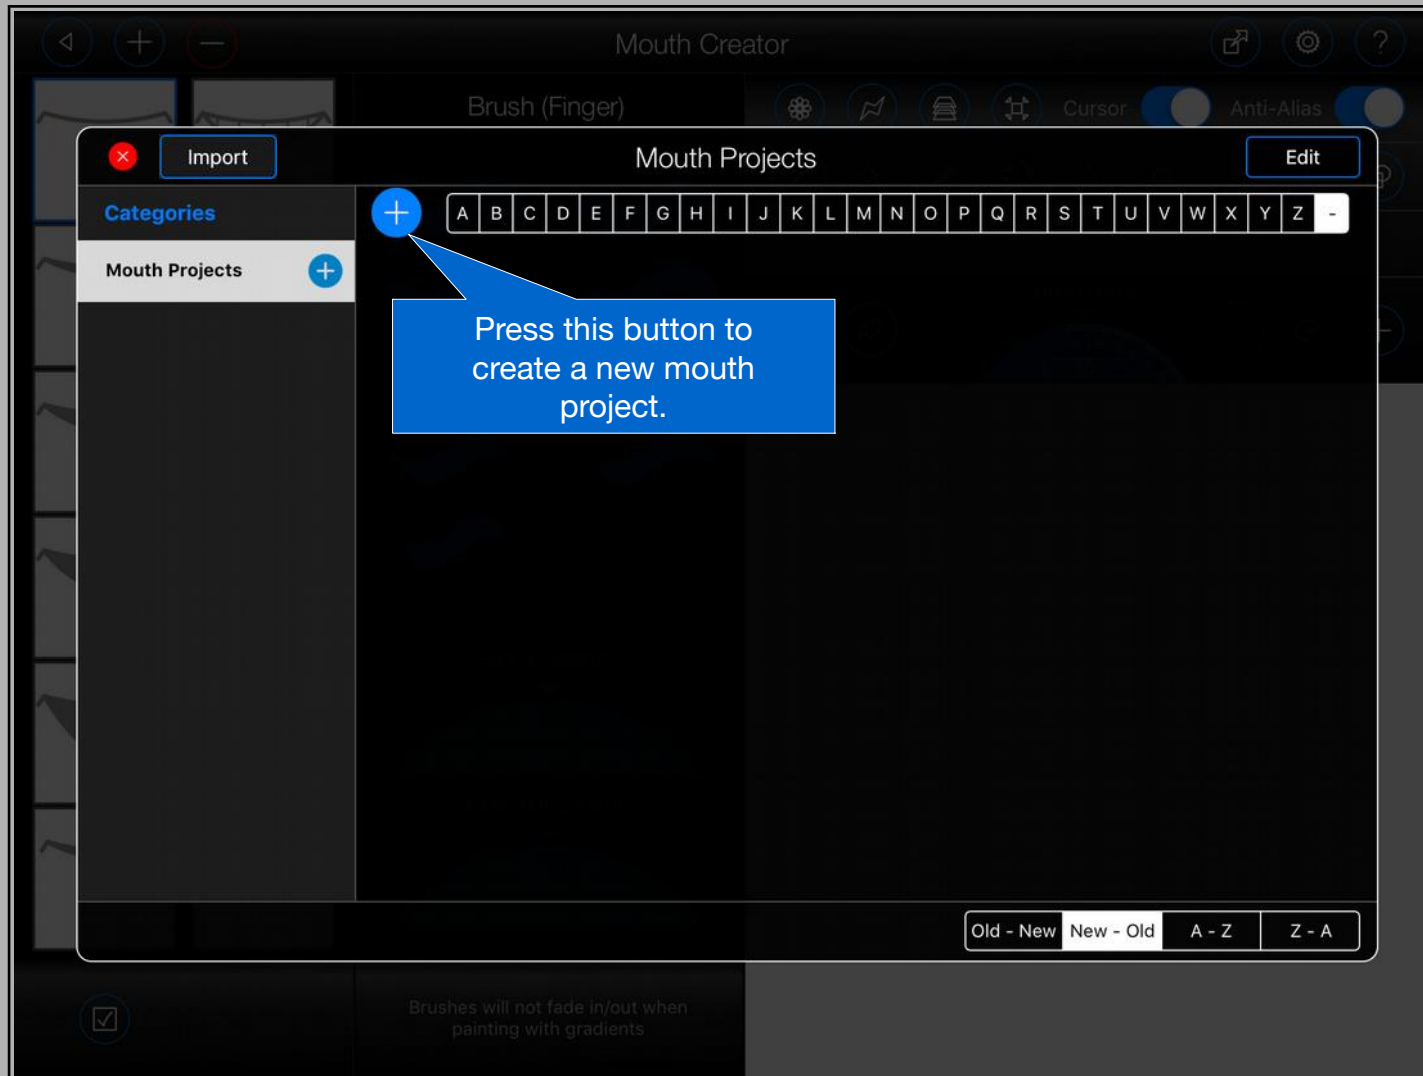 Mouth Creator
Brush (Finger)
Cursor
Anti-Alias
Import
Mouth Projects
Edit
Categories
A B C D E F G H I J K L M N O P Q R S T U V W X Y Z -
Mouth Projects
Press this button to
create a new mouth
project.
Old - New New - Old A - Z Z - A
Brushes will not fade in/out when
painting with gradients